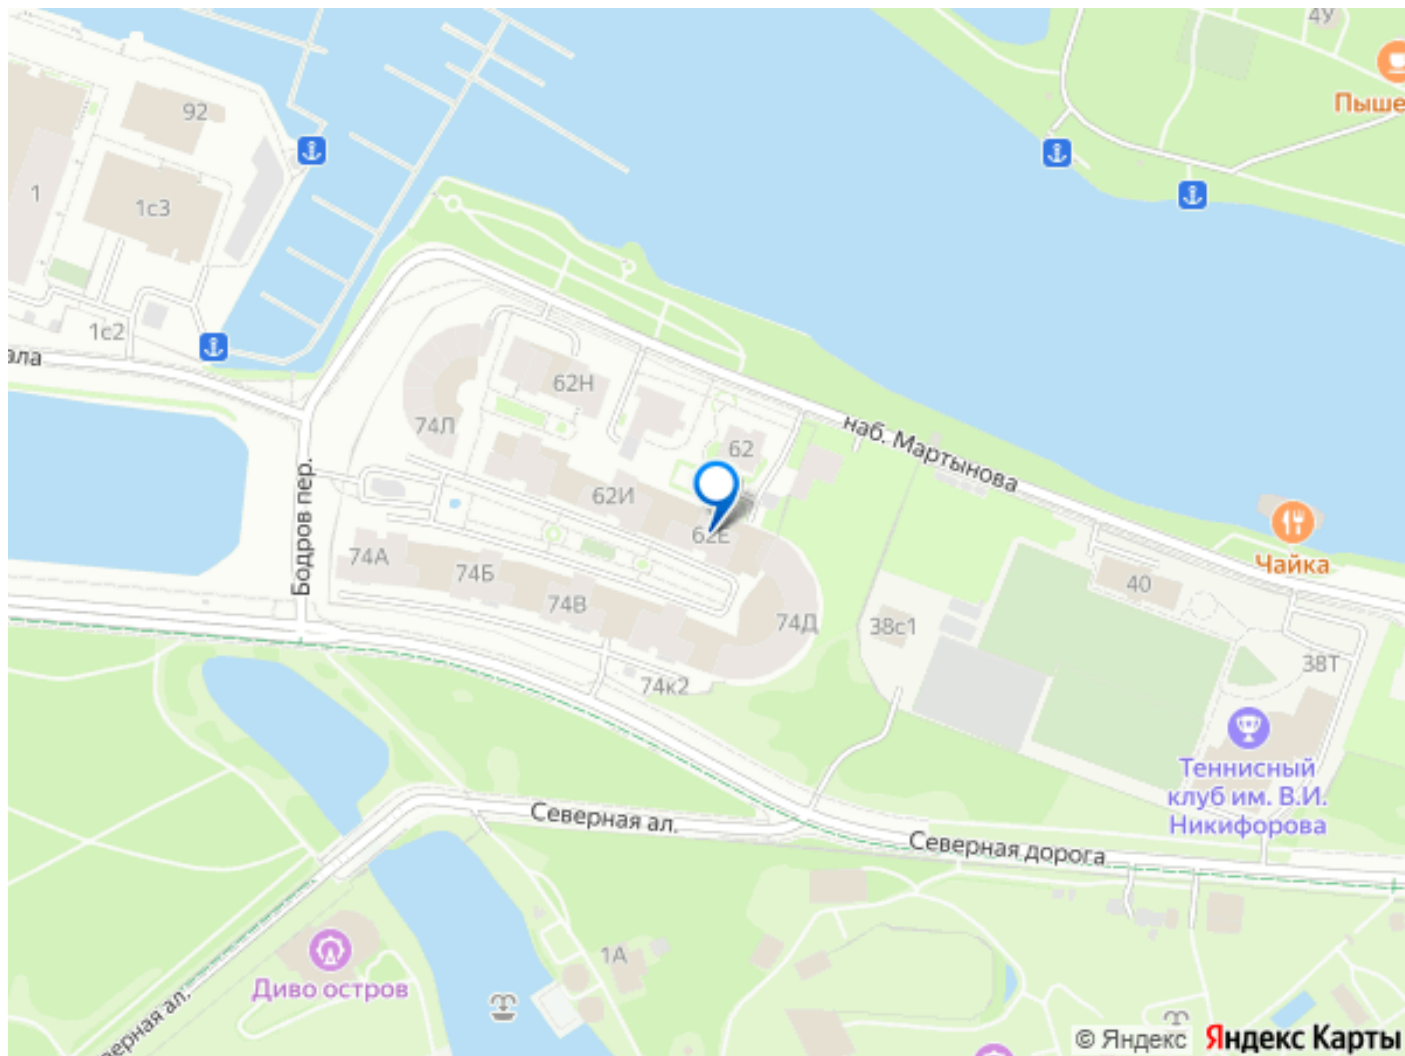 4У
Пыше
92
1
1с3
1с2
ала
62Н
74Л
62
наб. Мартынова
62И
62Е
Бодров пер.
74А
74Б
74В
74Д
74к2
38с1
40
Чайка
38Т
Теннисный
клуб им. В.И.
Никифорова
Северная ал.
Северная дорога
1А
Диво остров
верная ал.
© Яндекс Яндекс Карты